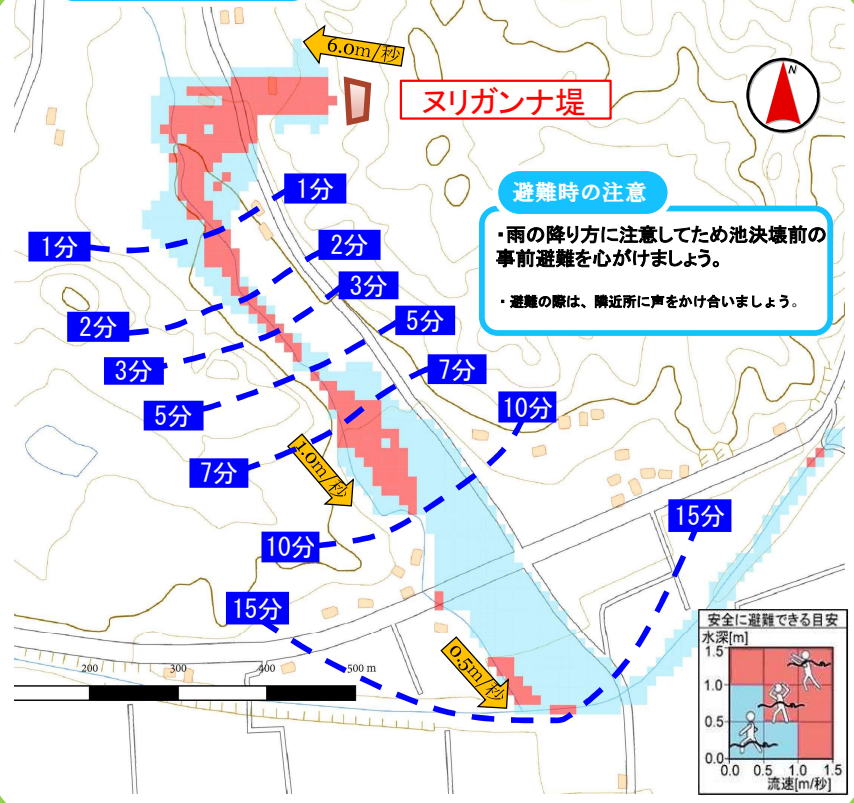 6.0m/秒
ヌリガンナ堤
N
避難時の注意
・雨の降り方に注意してため池決壊前の
事前避難を心がけましょう。
・避難の際は、隣近所に声をかけ合いましょう。
1分
1分
2分
2分
3分
3分
5分
5分
7分
7分
10分
10分
15分
15分
1.0m/秒
0.5m/秒
200 300 400 500 m
安全に避難できる目安
水深[m]
1.5
1.0
0.5
0.0
0.0 0.5 1.0 1.5
流速[m/秒]